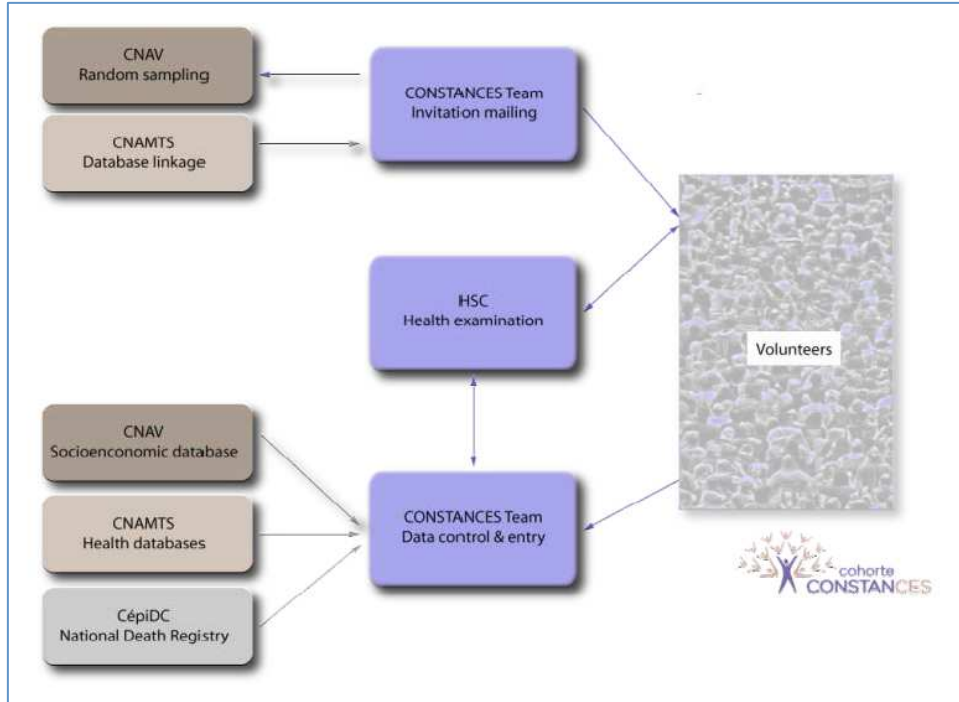 CNAV
Random sampling
CONSTANCES Team
Invitation mailing
CNAMTS
Database linkage
HSC
Health examination
Volunteers
CNAV
Socioeconomic database
CNAMTS
Health databases
CONSTANCES Team
Data control & entry
CépiDC
National Death Registry
cohorte
CONSTANCES